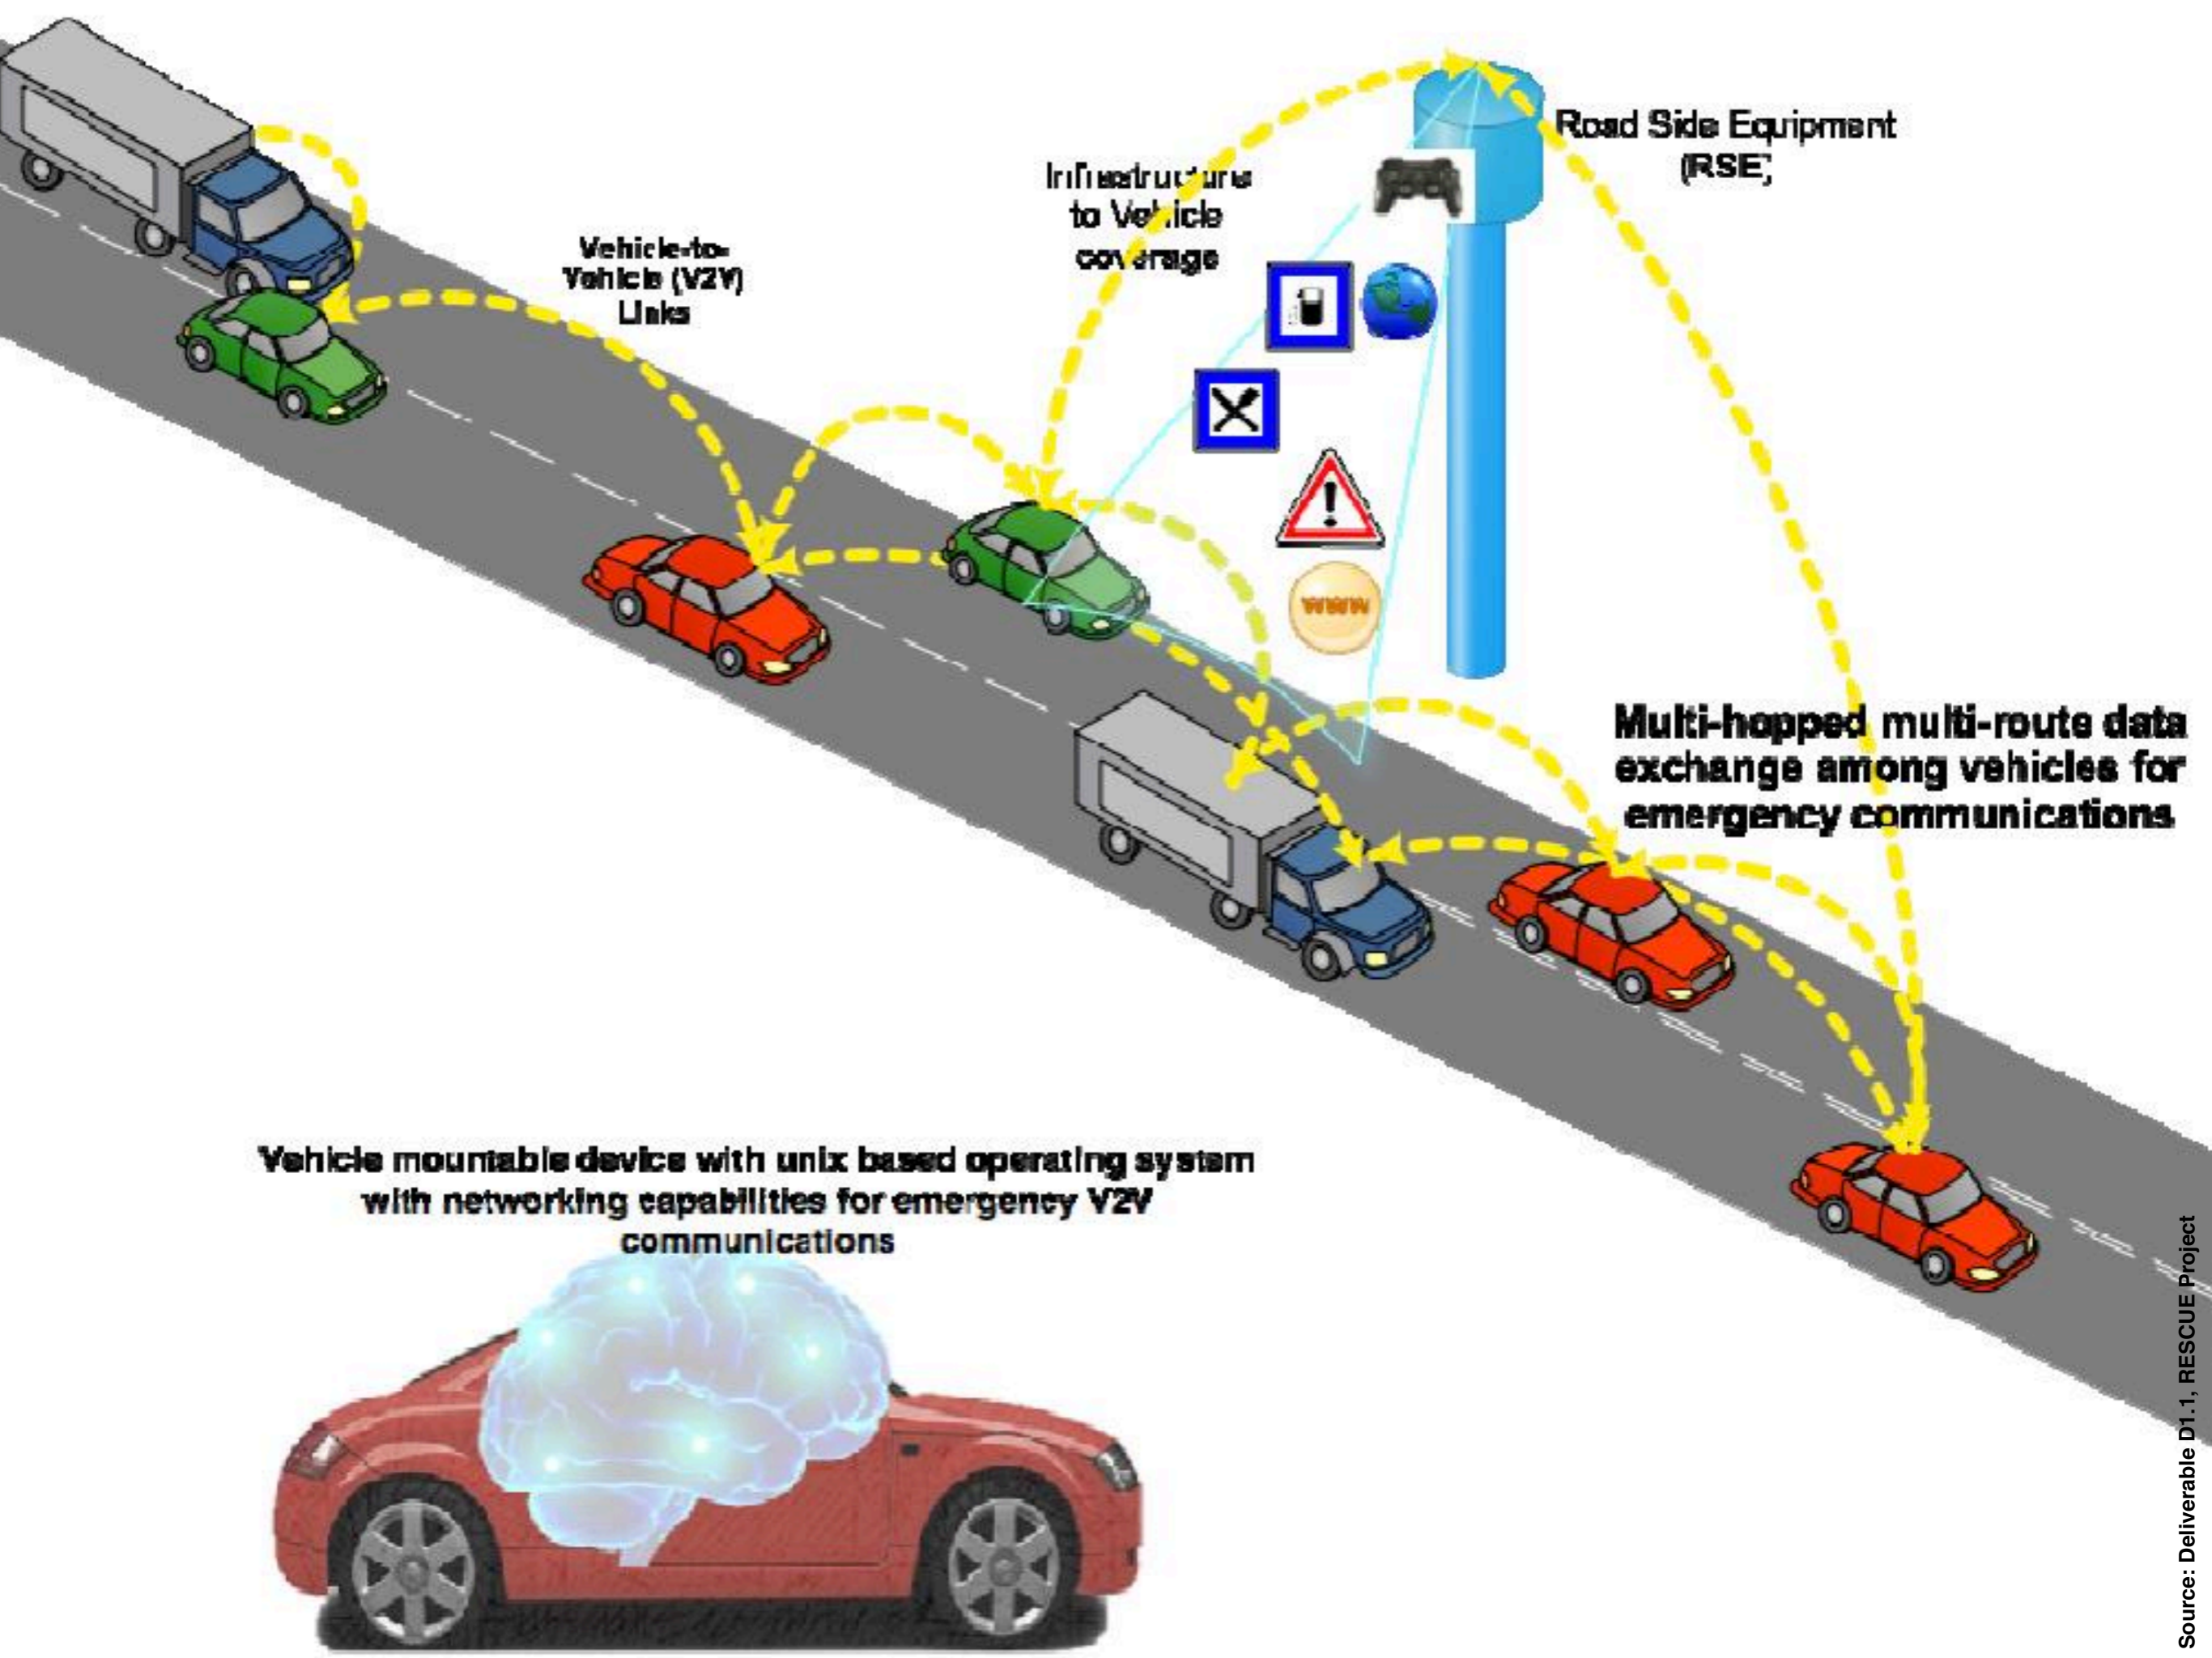 Road Side Equipment
(RSE)
Infrastructure
to Vehicle
coverage
Vehicle-to-
Vehicle (V2V)
Links
WWW
Multi-hopped multi-route data
exchange among vehicles for
emergency communications
Vehicle mountable device with unix based operating system
with networking capabilities for emergency V2V
communications
Source: Deliverable D1.1, RESCUE Project